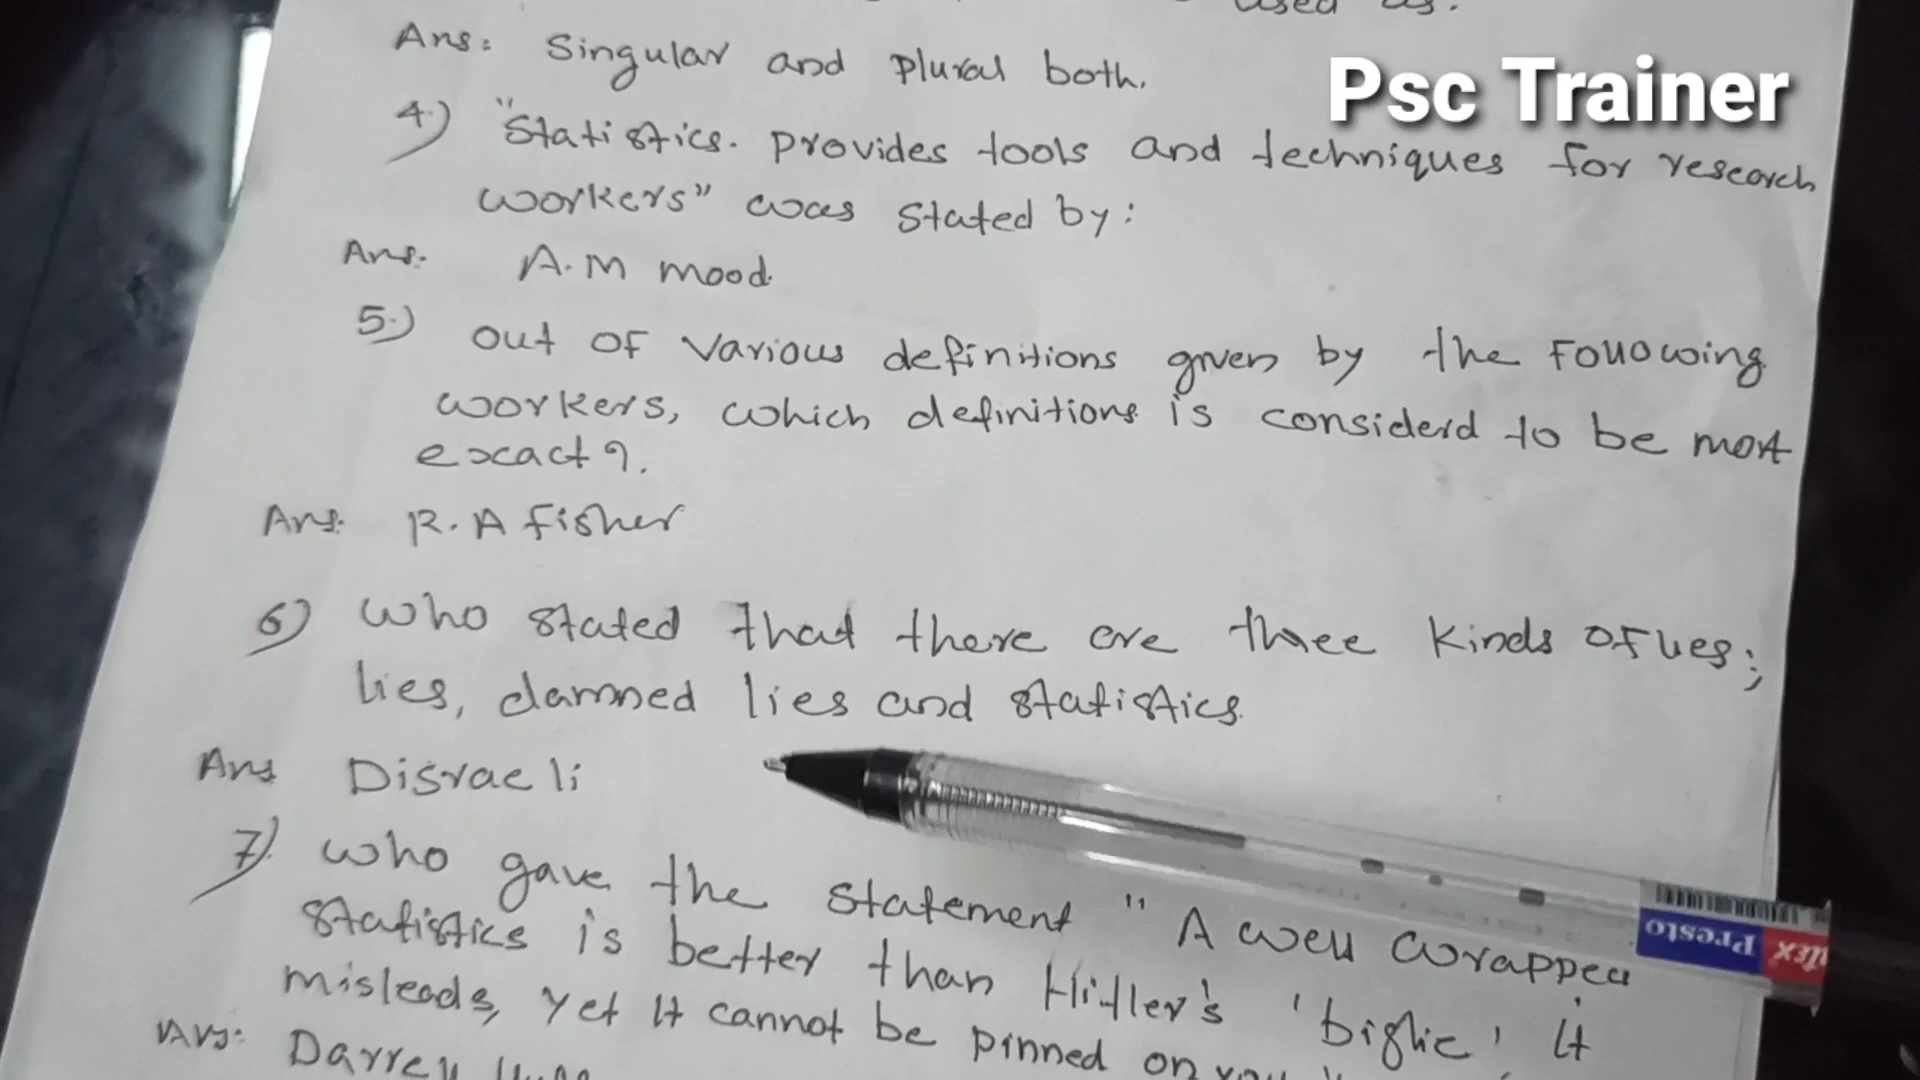 used as.
Ans: Singular and plural both.
Psc Trainer
4.) "Statistics. provides tools and techniques for research
workers" was stated by:
Ans. A.M mood.
5.) out of various definitions given by the Following
workers, which definitions is considerd to be most
exact?.
Ans. R.A fisher
6) who stated that there are three kinds of lies;
lies, damned lies and statistics.
Ans Disraeli
7). who gave the statement "A well wrapped
statistics is better than Hitler's 'biglie', it
misleads, yet it cannot be pinned on you"
Ans: Darrell Huff
Presto